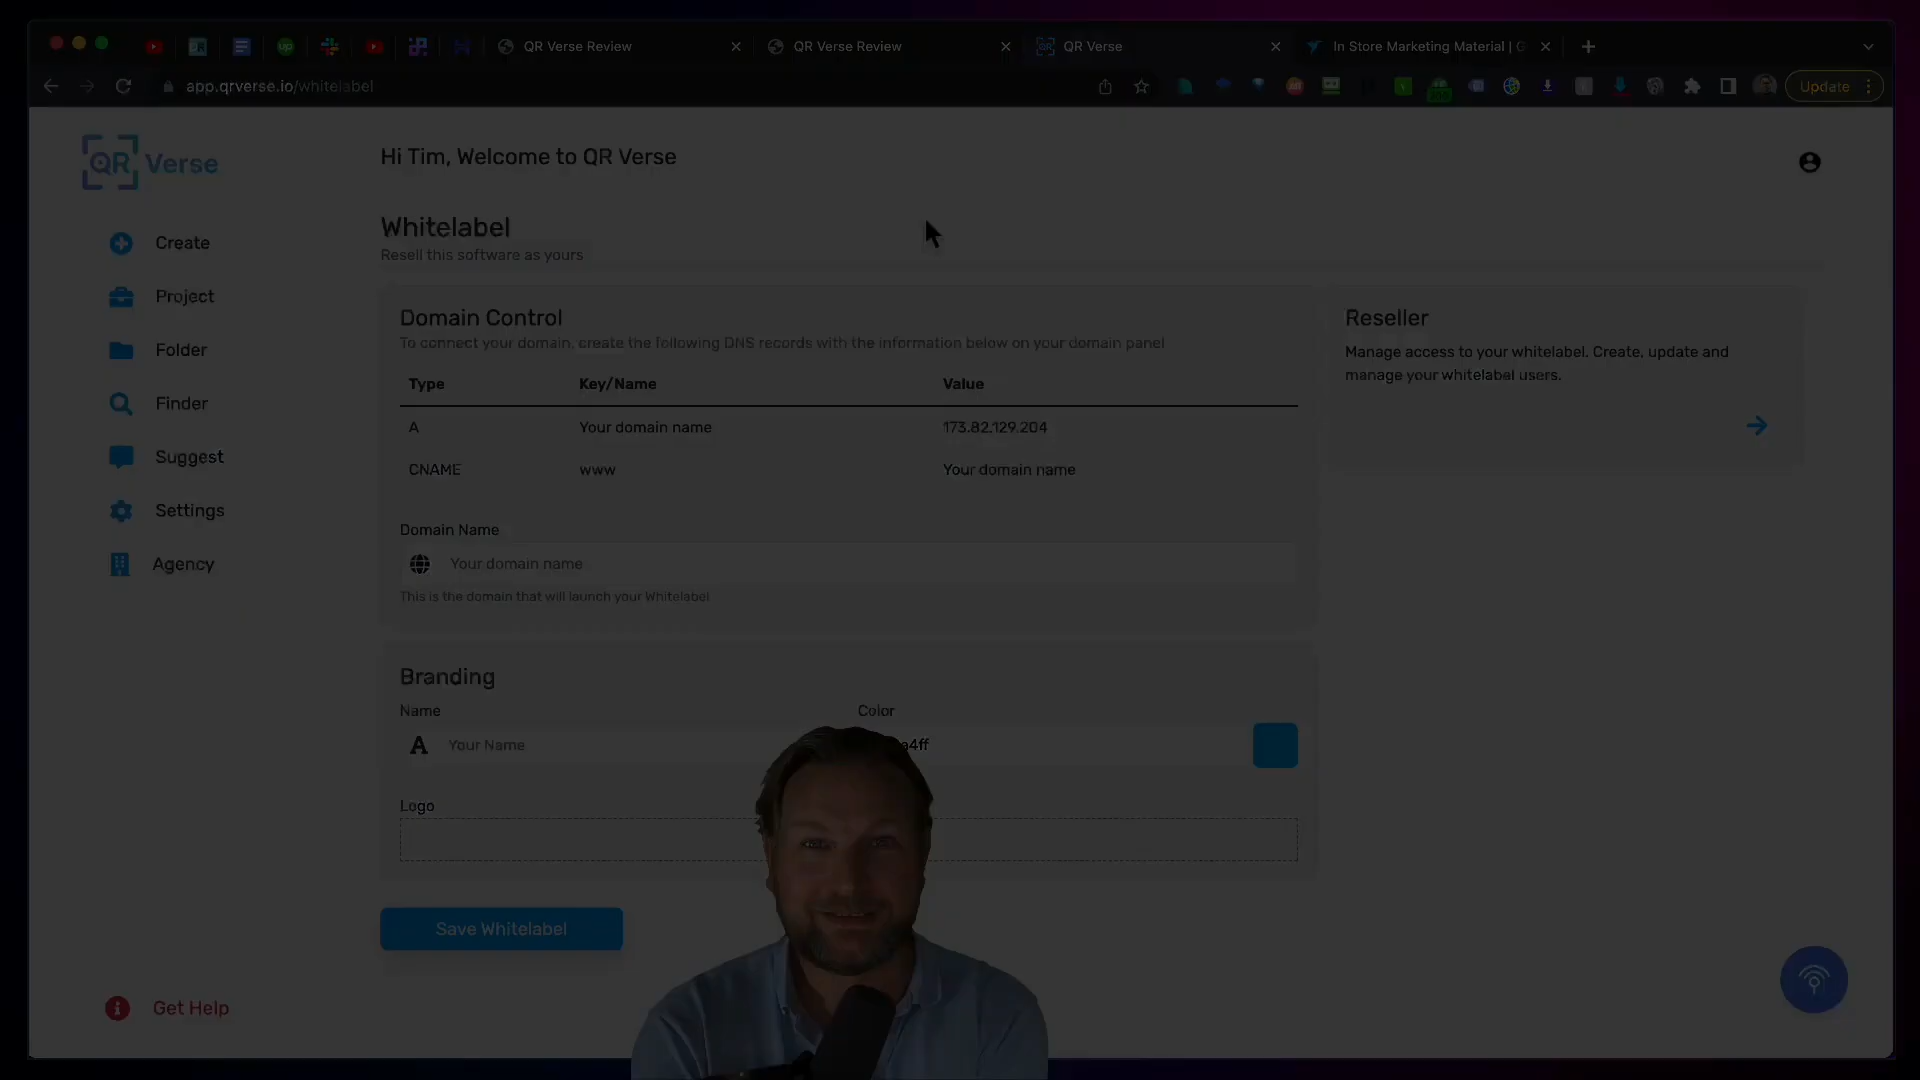 QR Verse Review
QR Verse Review
QR Verse
In Store Marketing Material | G
app.qrverse.io/whitelabel
Update
QR Verse
Hi Tim, Welcome to QR Verse
Create
Project
Folder
Finder
Suggest
Settings
Agency
Get Help
Whitelabel
Resell this software as yours
Domain Control
To connect your domain, create the following DNS records with the information below on your domain panel
Type Key/Name Value
A Your domain name 173.82.129.204
CNAME www Your domain name
Domain Name
Your domain name
This is the domain that will launch your Whitelabel
Branding
Name Color
A Your Name a4ff
Logo
Save Whitelabel
Reseller
Manage access to your whitelabel. Create, update and
manage your whitelabel users.